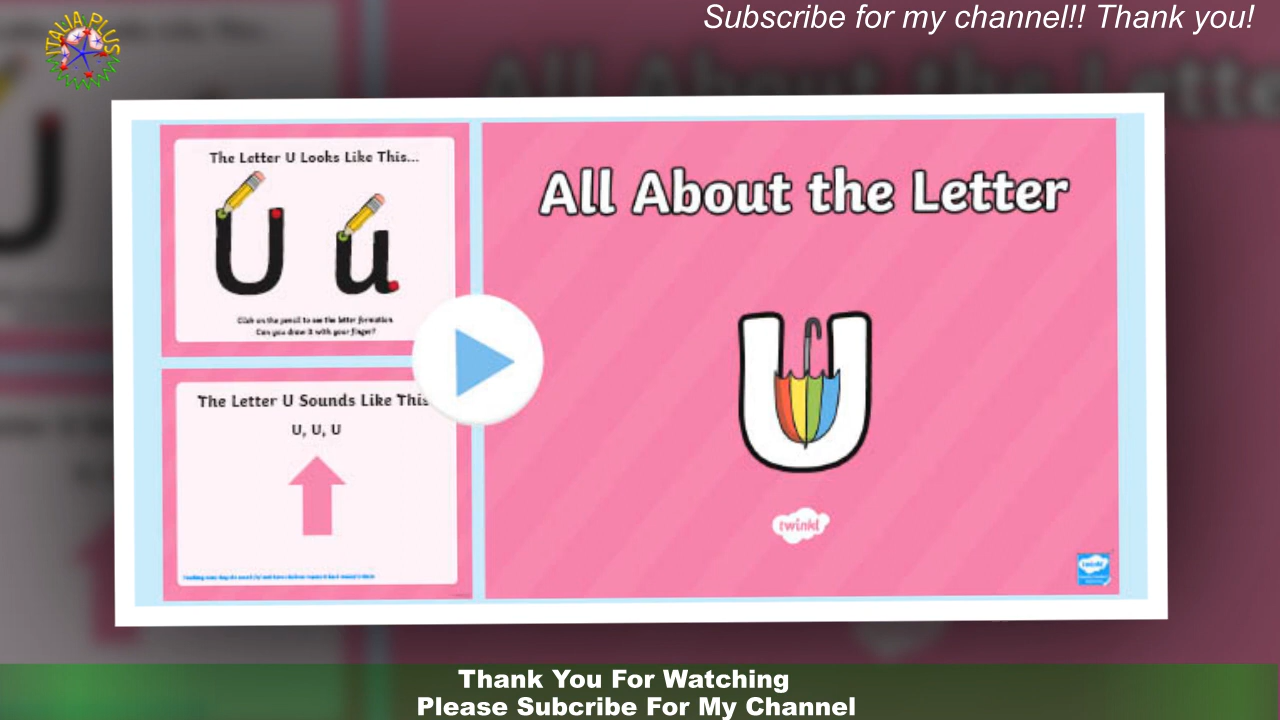 Subscribe for my channel!! Thank you!
ITALIA PLUS
The Letter U Looks Like This...
U u
Click on the pencil to see the letter formation
Can you draw it with your finger?
The Letter U Sounds Like This
U, U, U
All About the Letter
U
twinkl
twinkl
Thank You For Watching
Please Subcribe For My Channel